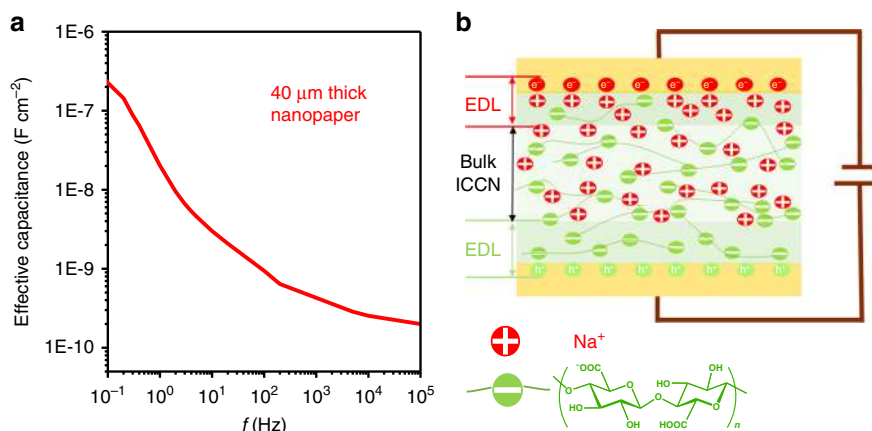 a
Effective capacitance (F cm⁻²)
1E-6
1E-7
1E-8
1E-9
1E-10
40 μm thick
nanopaper
10⁻¹ 10⁰ 10¹ 10² 10³ 10⁴ 10⁵
f (Hz)
b
e⁻ e⁻ e⁻ e⁻ e⁻ e⁻ e⁻
EDL
Bulk
ICCN
EDL
h⁺ h⁺ h⁺ h⁺ h⁺ h⁺ h⁺
Na⁺
⁻OOC OH
HO
O O O O
HO OH HOOC n